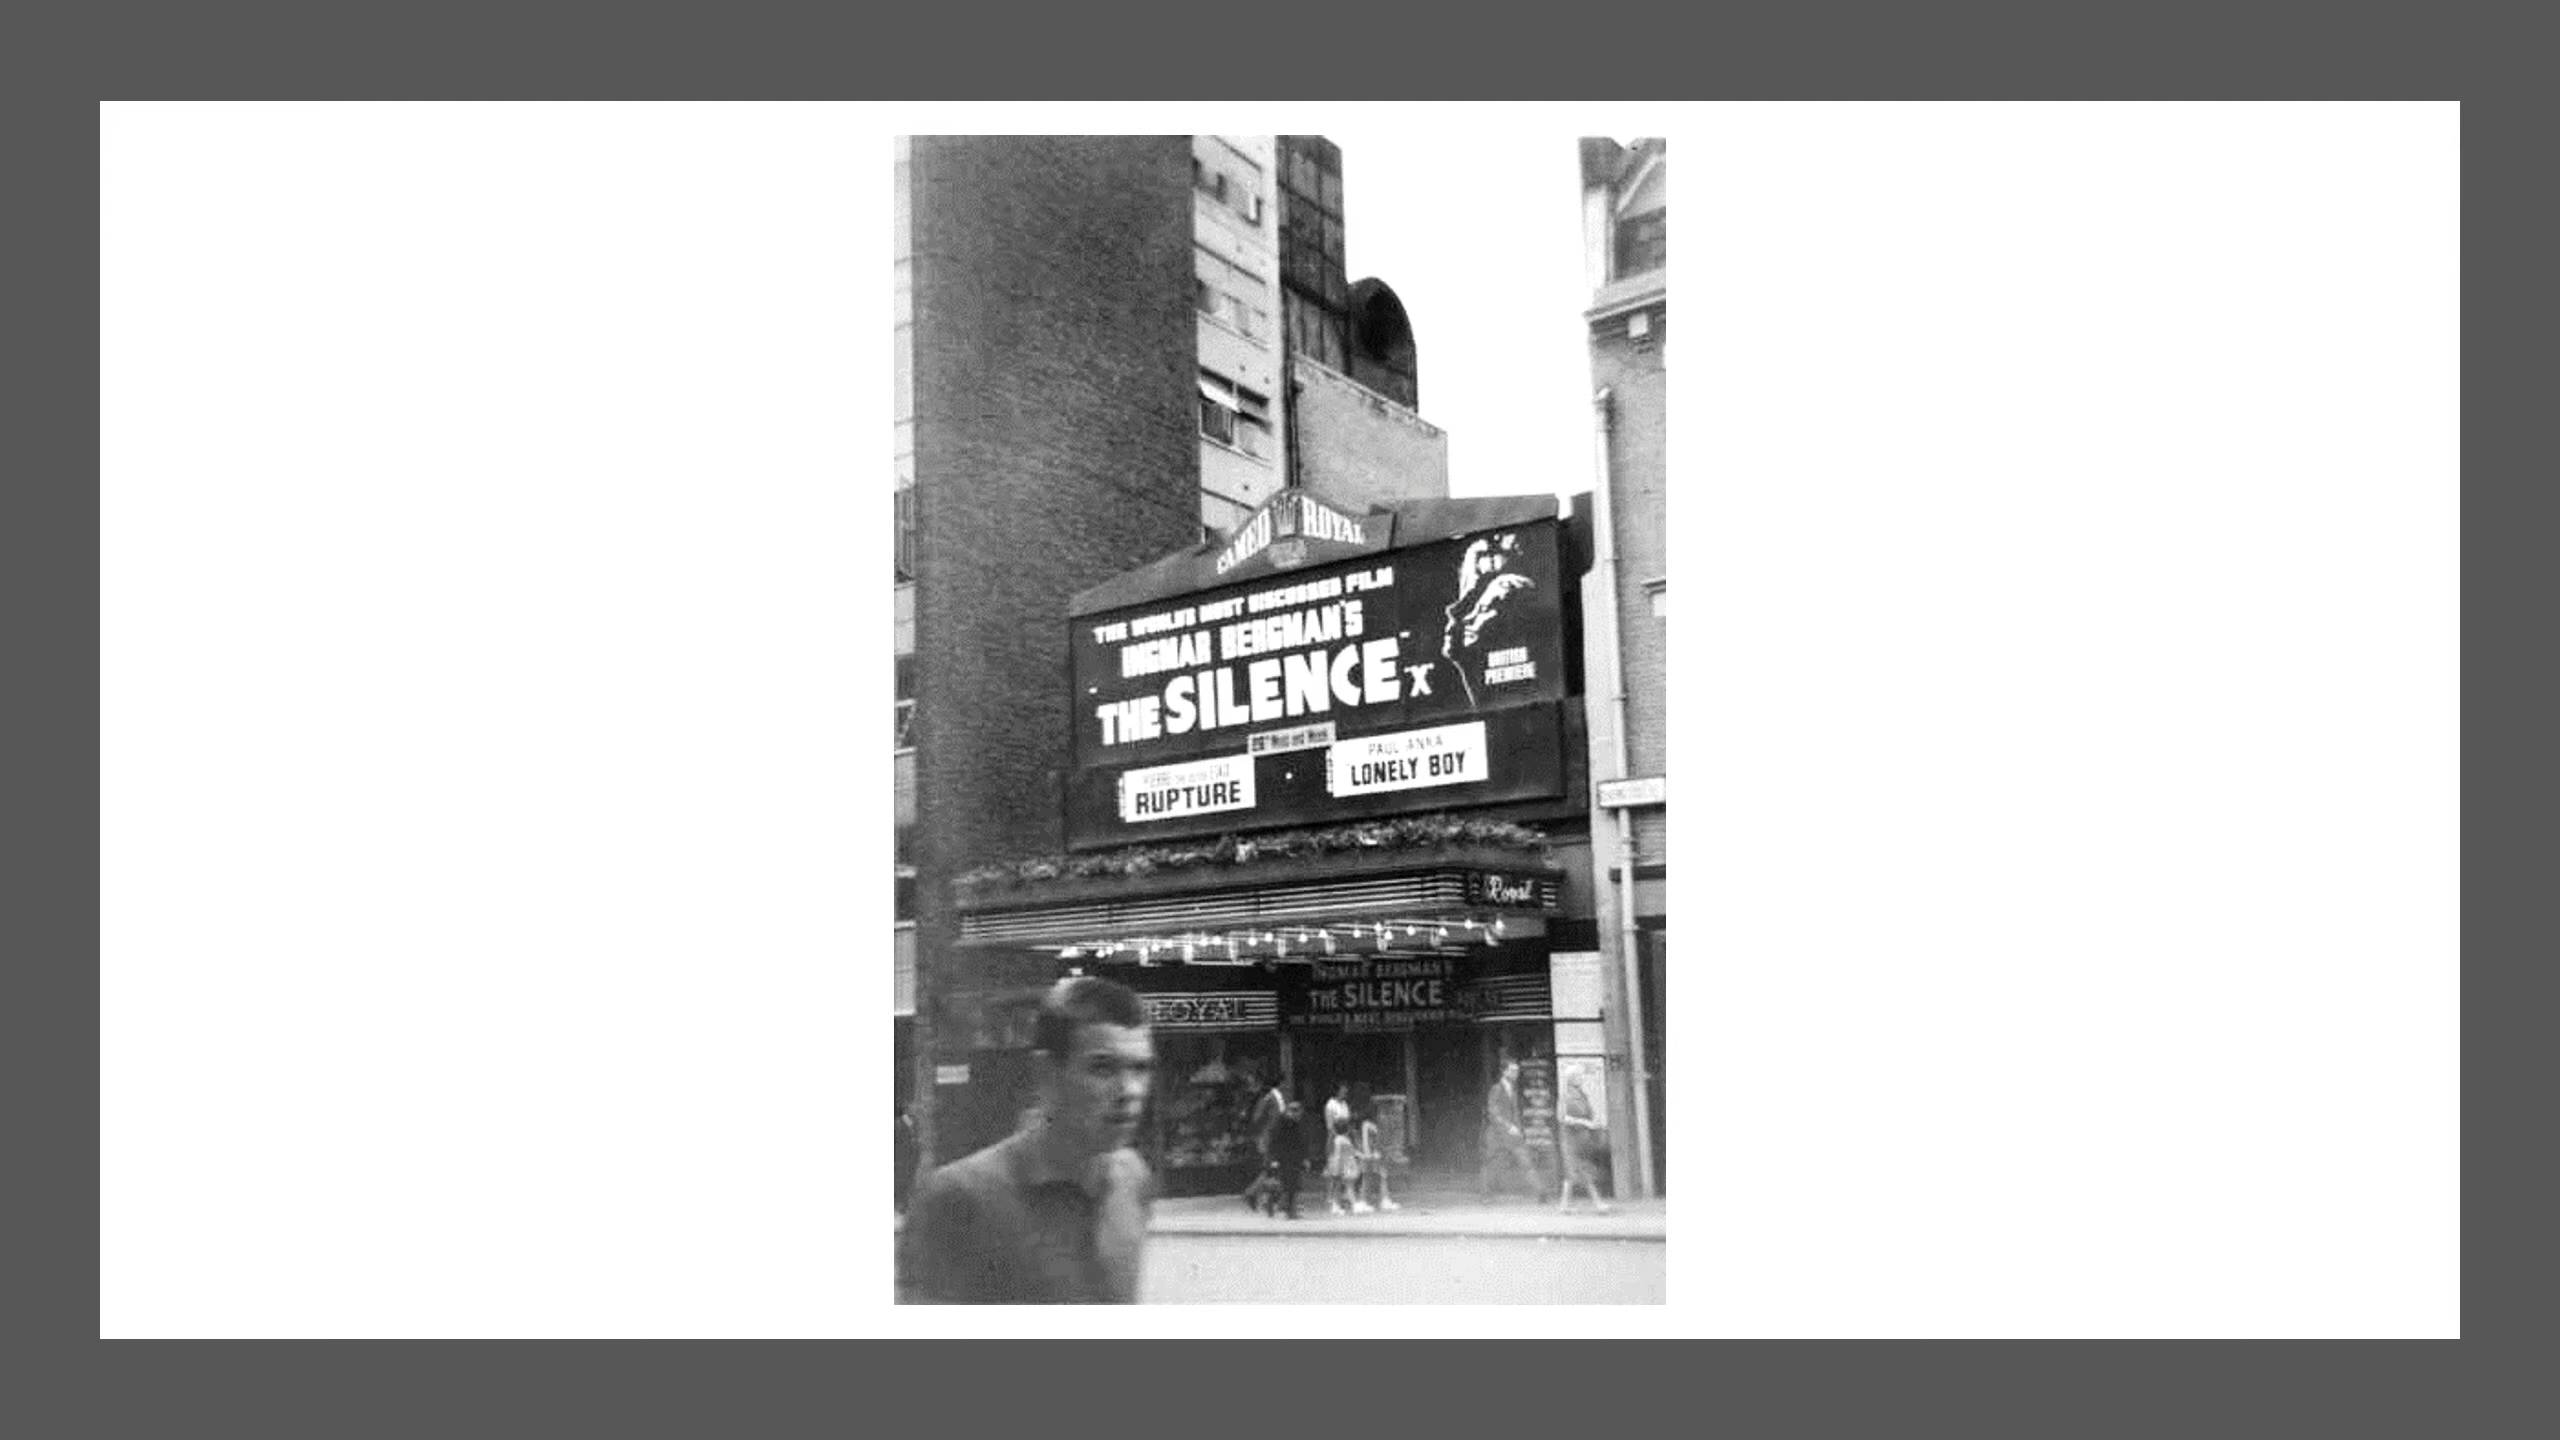 CAMEO ROYAL
THE WORLD'S MOST DISCUSSED FILM
INGMAR BERGMAN'S
"THE SILENCE" X
BRITISH
PREMIERE
PIERRE
RUPTURE
PAUL ANKA
"LONELY BOY"
Royal
ROYAL
INGMAR BERGMAN'S
THE SILENCE
THE WORLD'S MOST DISCUSSED